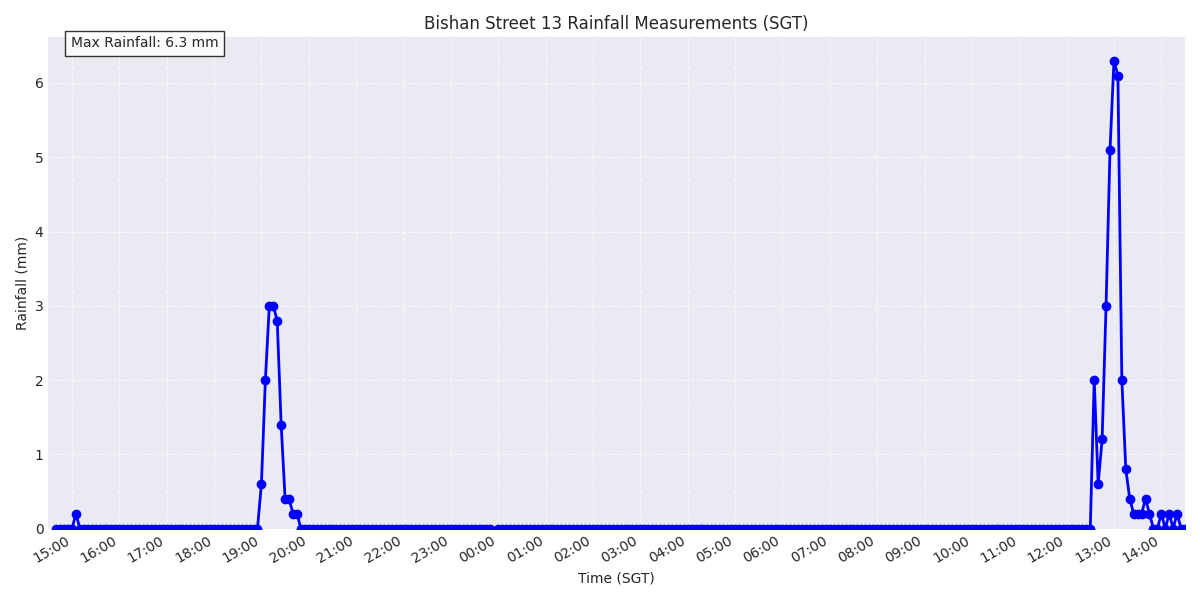 Bishan Street 13 Rainfall Measurements (SGT)
Max Rainfall: 6.3 mm
6
5
4
3
2
1
0
Rainfall (mm)
15:00 16:00 17:00 18:00 19:00 20:00 21:00 22:00 23:00 00:00 01:00 02:00 03:00 04:00 05:00 06:00 07:00 08:00 09:00 10:00 11:00 12:00 13:00 14:00
Time (SGT)